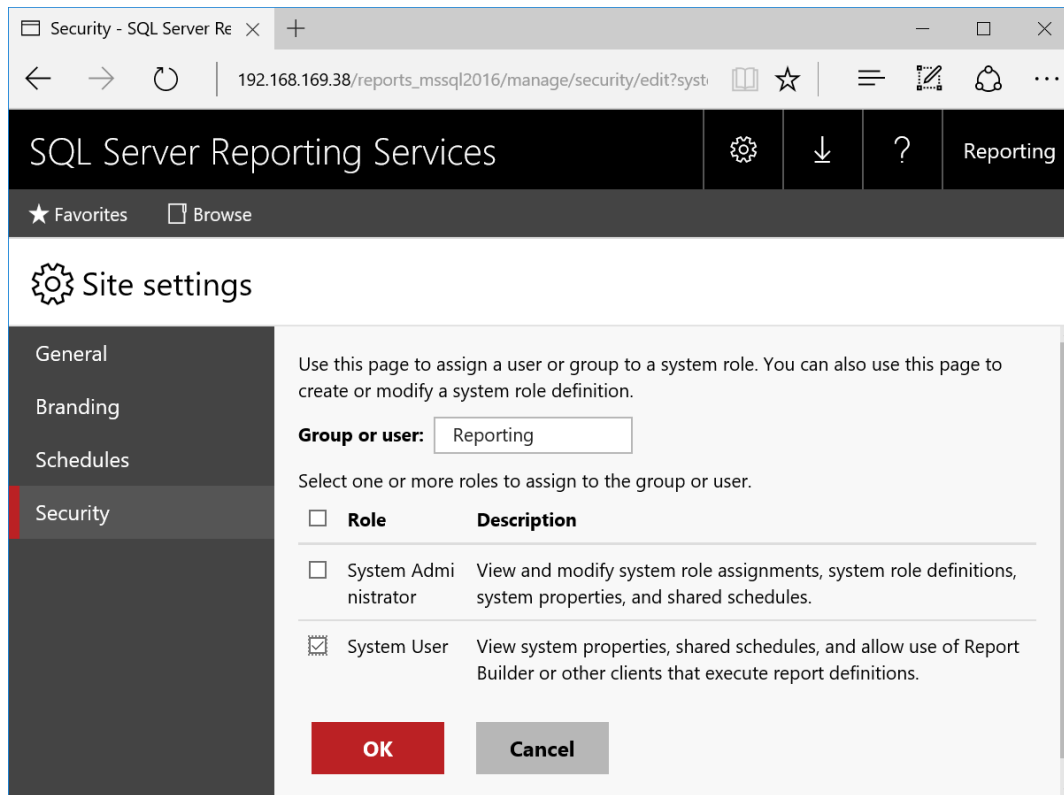 Security - SQL Server Re
192.168.169.38/reports_mssql2016/manage/security/edit?syst
SQL Server Reporting Services
? Reporting
Favorites Browse
Site settings
General
Branding
Schedules
Security
Use this page to assign a user or group to a system role. You can also use this page to
create or modify a system role definition.
Group or user: Reporting
Select one or more roles to assign to the group or user.
Role Description
System Admi View and modify system role assignments, system role definitions,
nistrator system properties, and shared schedules.
System User View system properties, shared schedules, and allow use of Report
Builder or other clients that execute report definitions.
OK Cancel